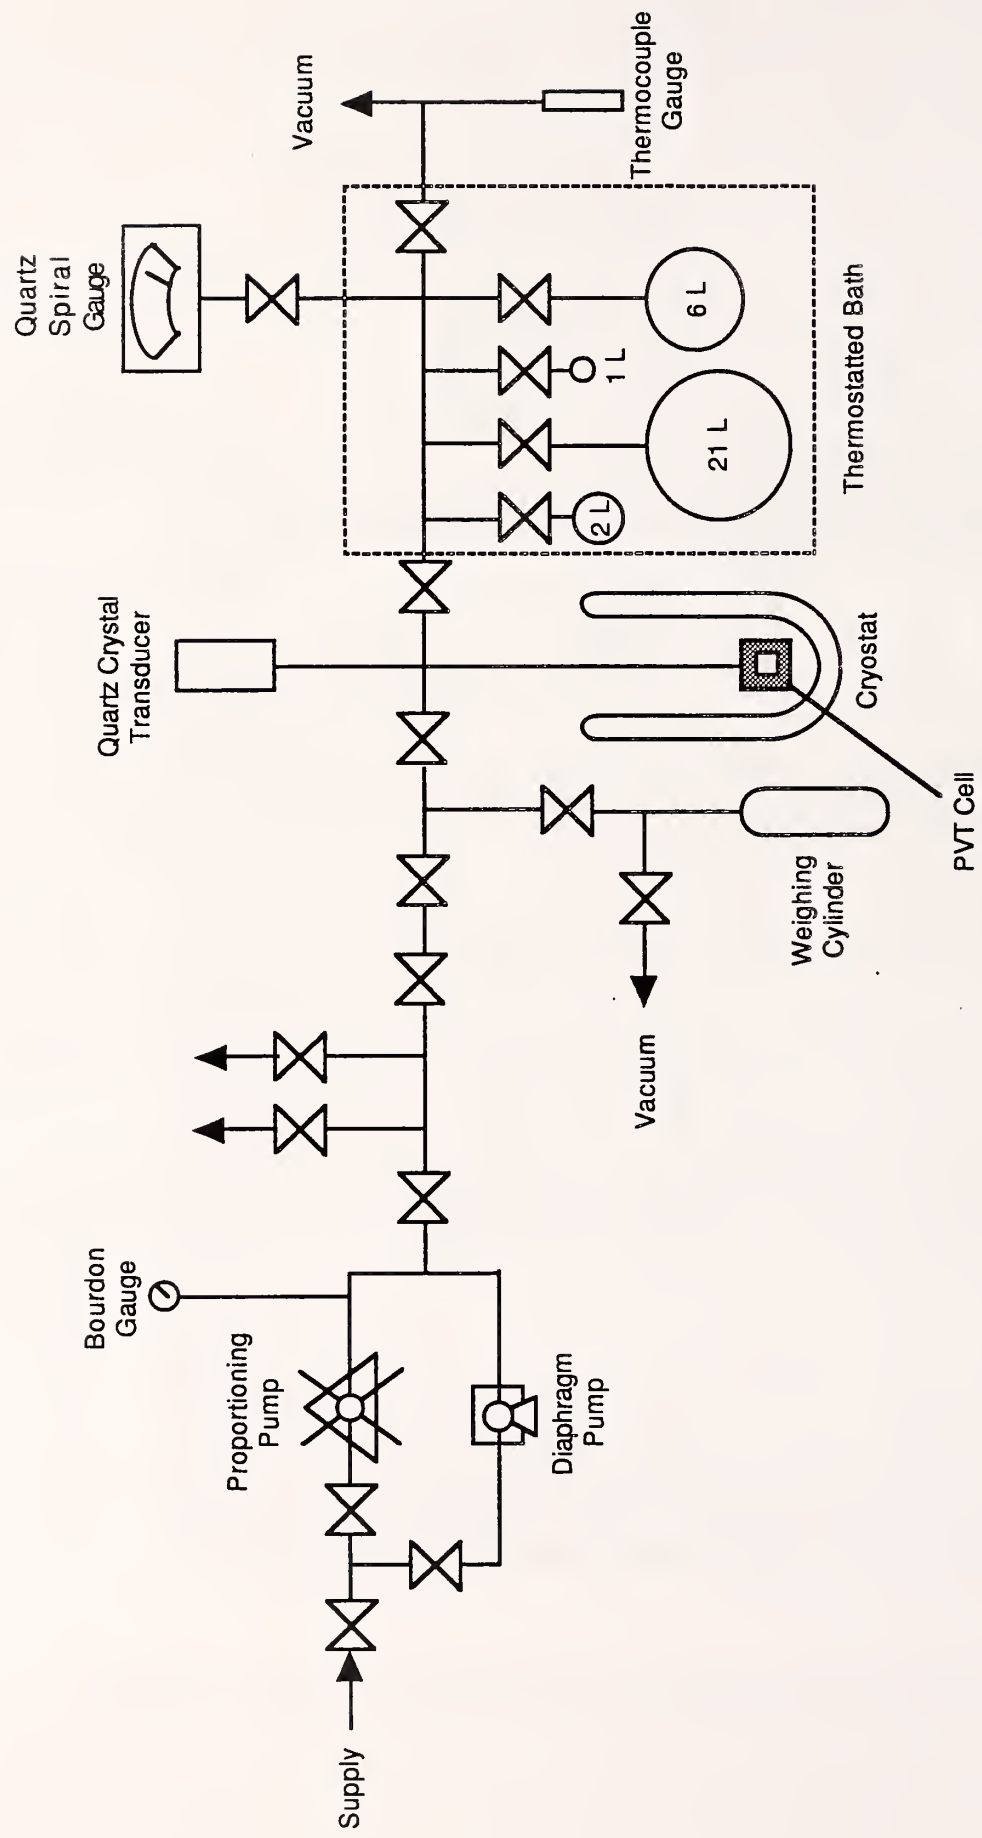 Supply
Proportioning
Pump
Bourdon
Gauge
Diaphragm
Pump
Vacuum
Weighing
Cylinder
PVT Cell
Quartz Crystal
Transducer
Cryostat
2 L
21 L
1 L
6 L
Thermostatted Bath
Quartz
Spiral
Gauge
Vacuum
Thermocouple
Gauge